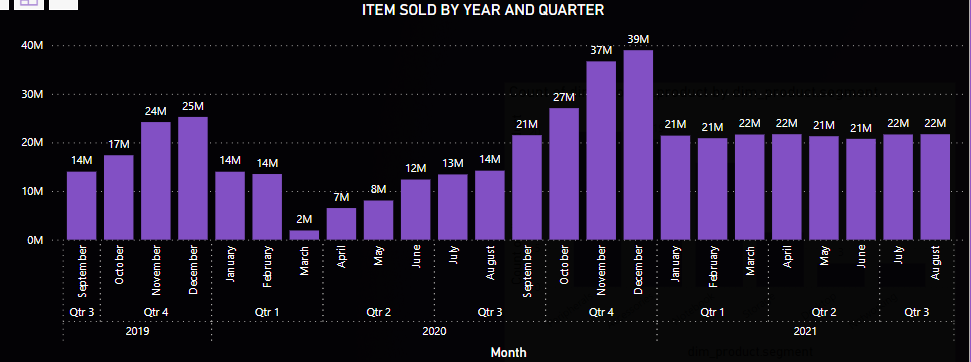 ITEM SOLD BY YEAR AND QUARTER
40M
30M
20M
10M
0M
14M
17M
24M
25M
14M
14M
2M
7M
8M
12M
13M
14M
21M
27M
37M
39M
21M
21M
22M
22M
21M
21M
22M
22M
September
October
November
December
January
February
March
April
May
June
July
August
September
October
November
December
January
February
March
April
May
June
July
August
Qtr 3 Qtr 4 Qtr 1 Qtr 2 Qtr 3 Qtr 4 Qtr 1 Qtr 2 Qtr 3
2019 2020 2021
Month